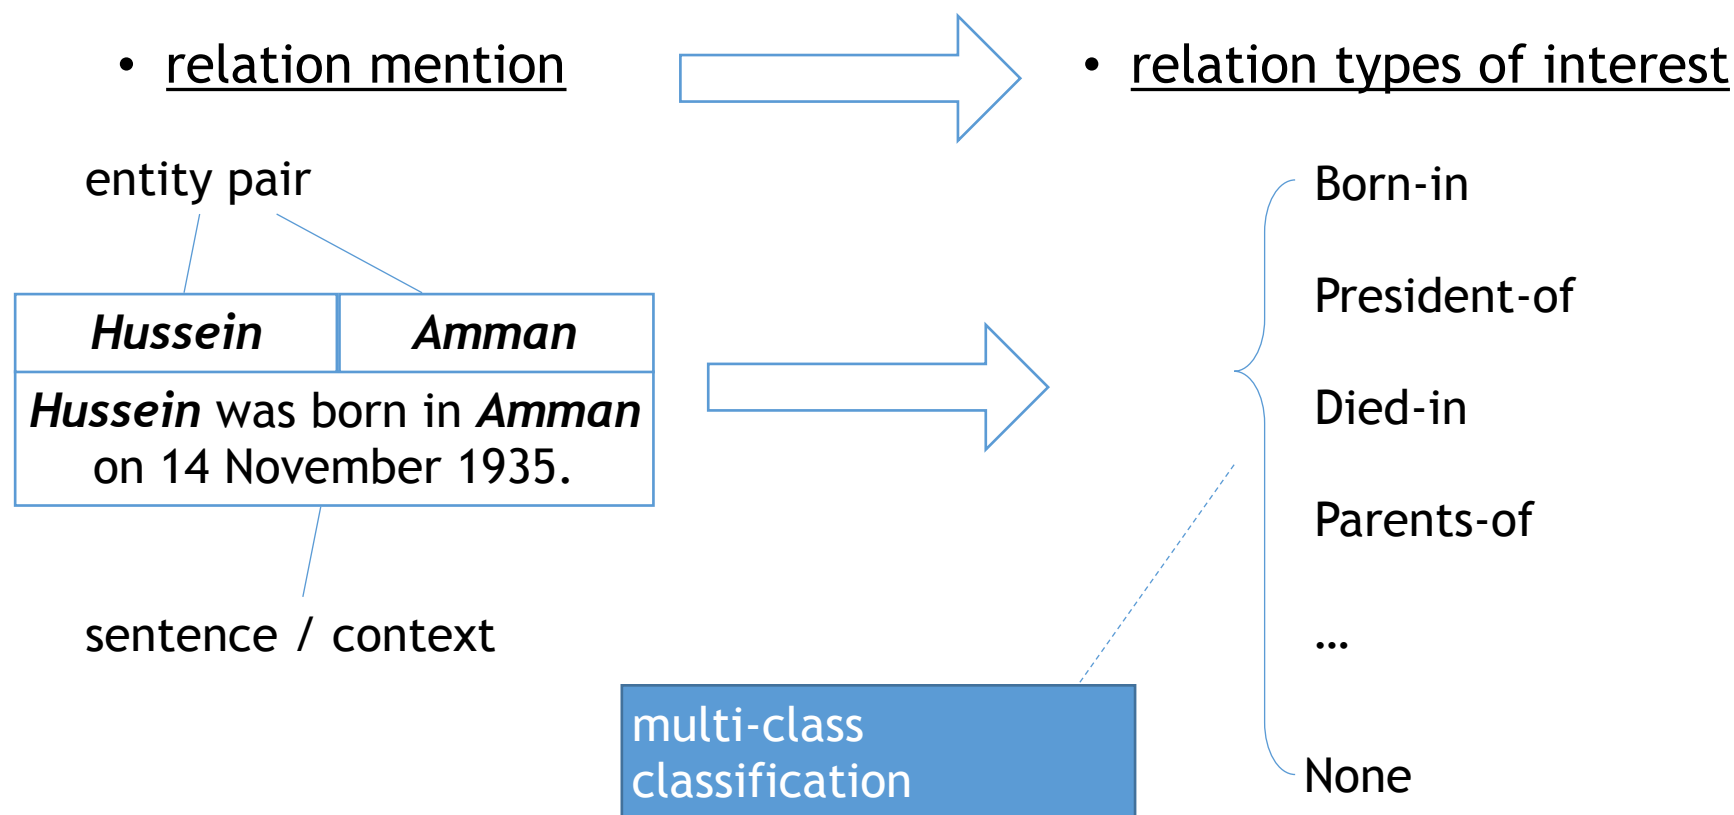 • relation mention
• relation types of interest
entity pair
Hussein
Amman
Hussein was born in Amman
on 14 November 1935.
sentence / context
multi-class
classification
Born-in
President-of
Died-in
Parents-of
…
None